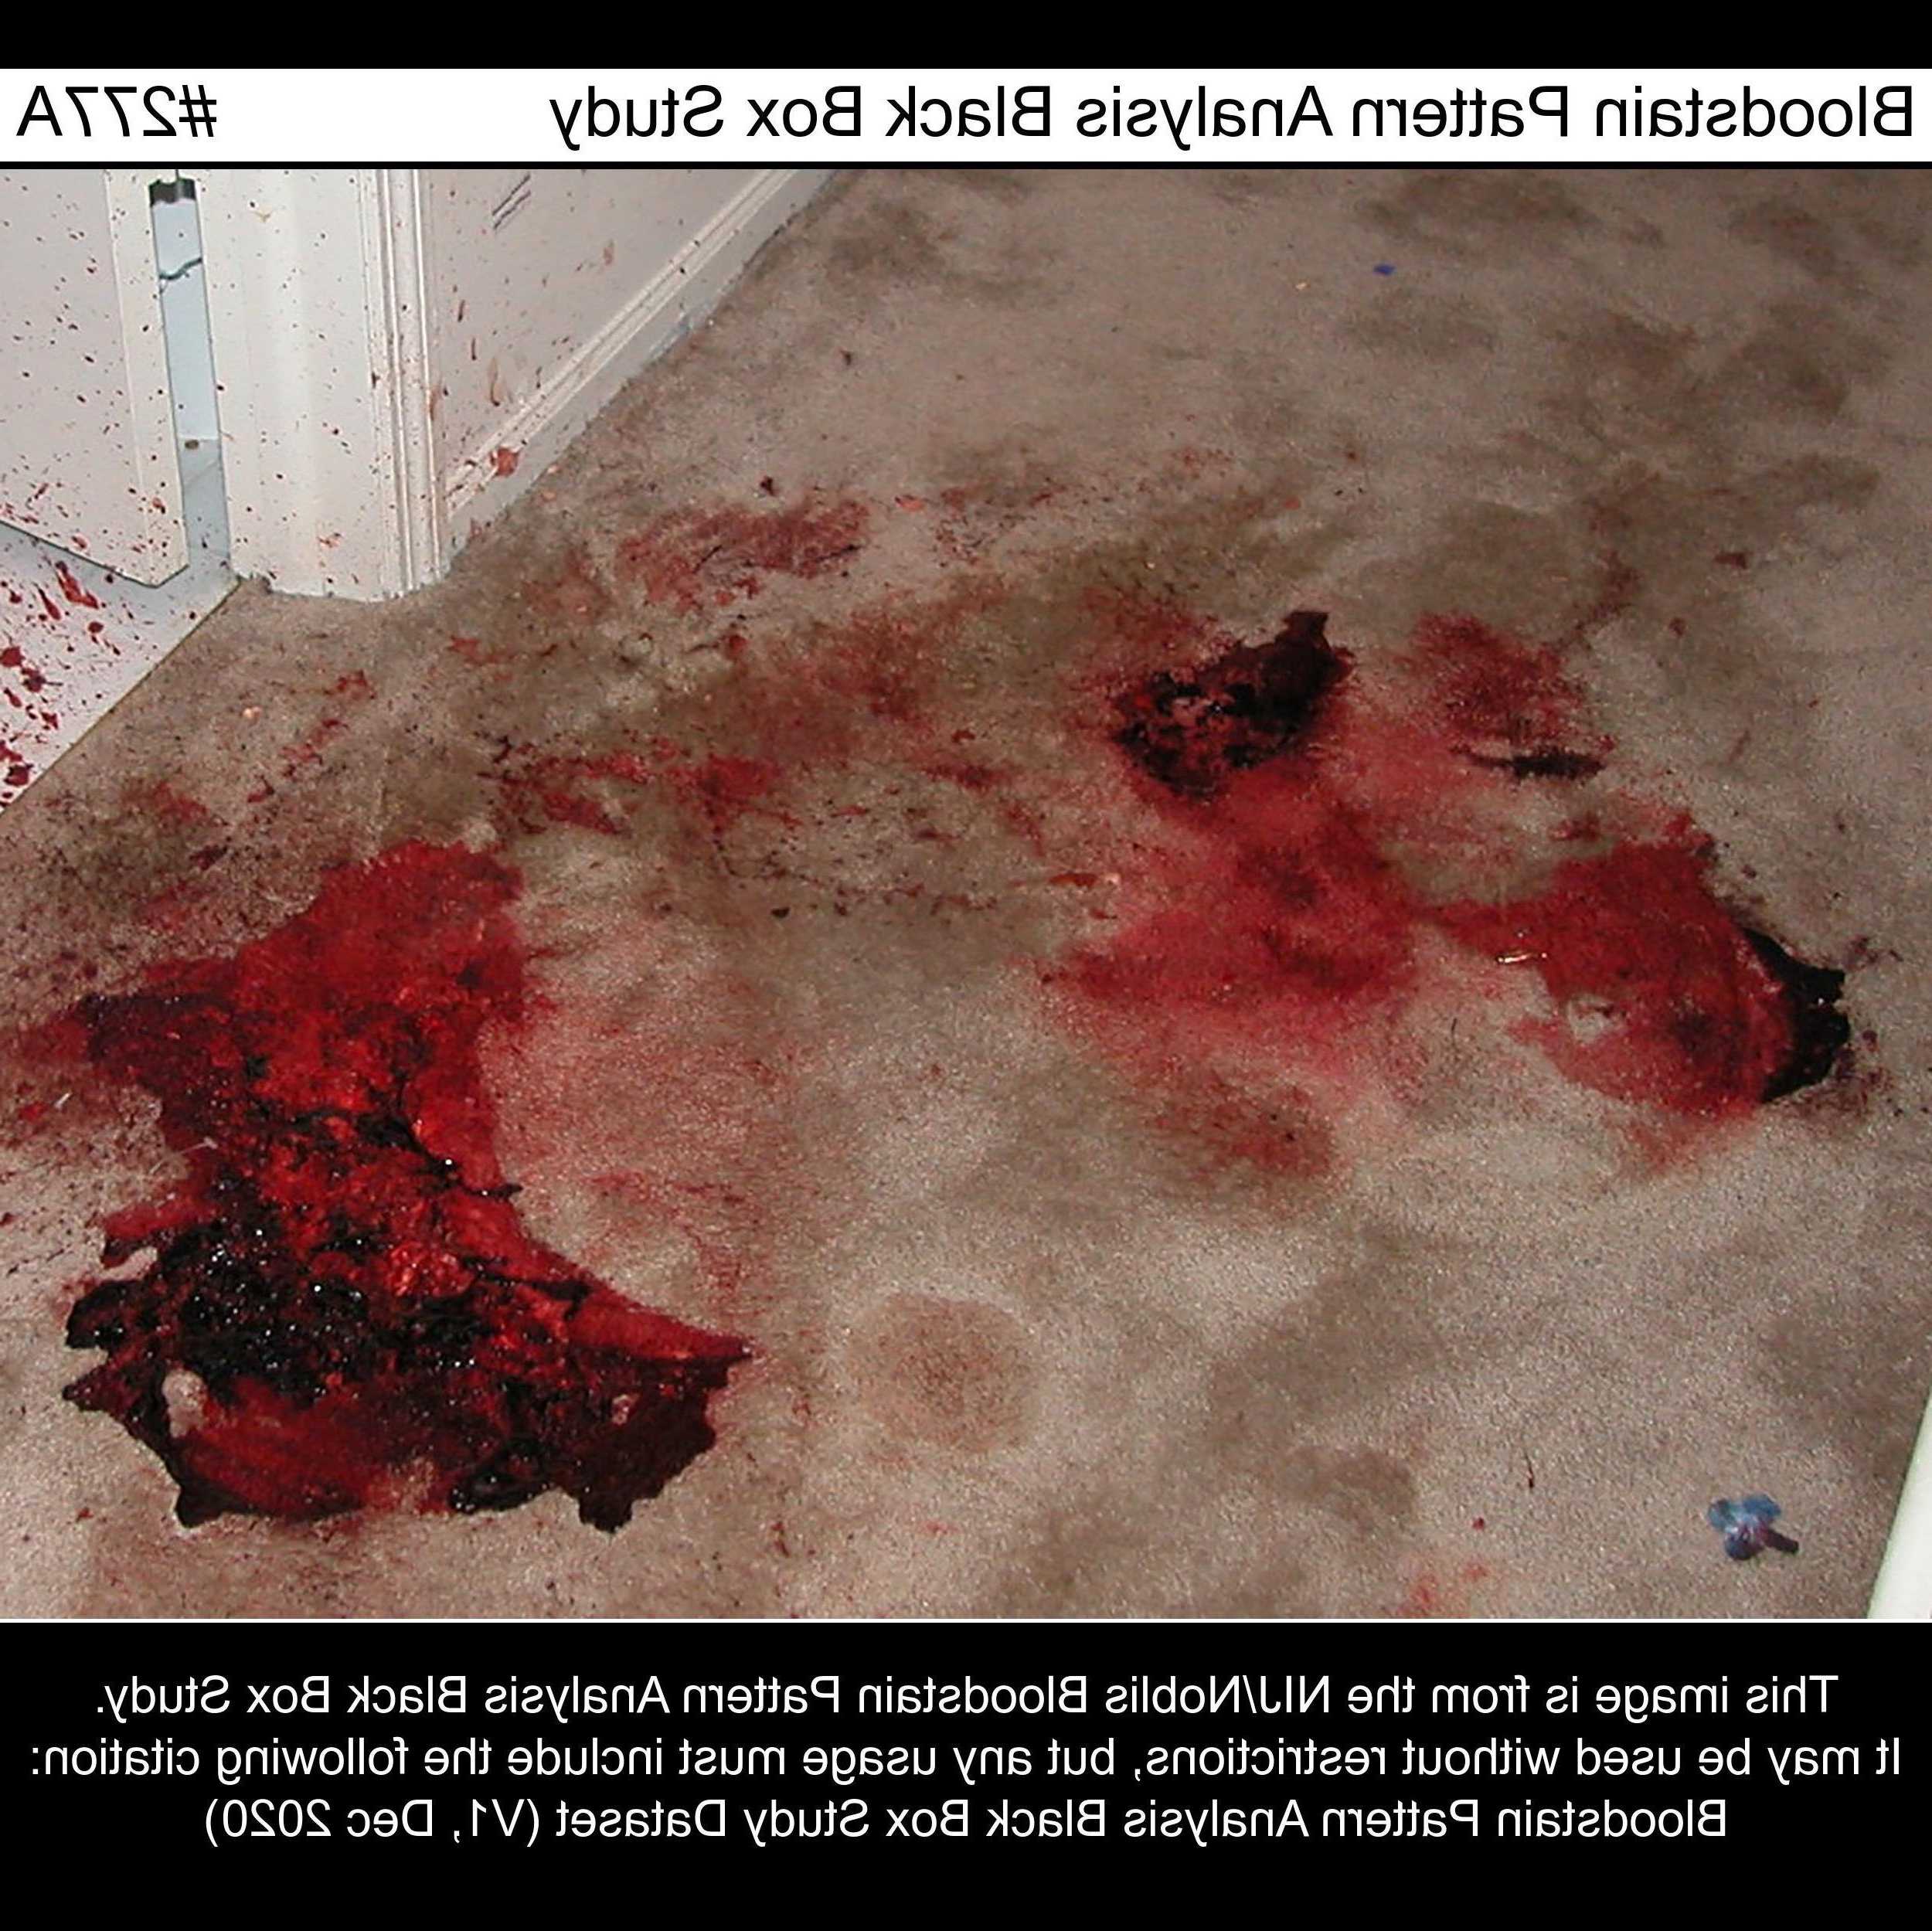 Bloodstain Pattern Analysis Black Box Study #277A
This image is from the NIJ/Noblis Bloodstain Pattern Analysis Black Box Study.
It may be used without restrictions, but any usage must include the following citation:
Bloodstain Pattern Analysis Black Box Study Dataset (V1, Dec 2020)